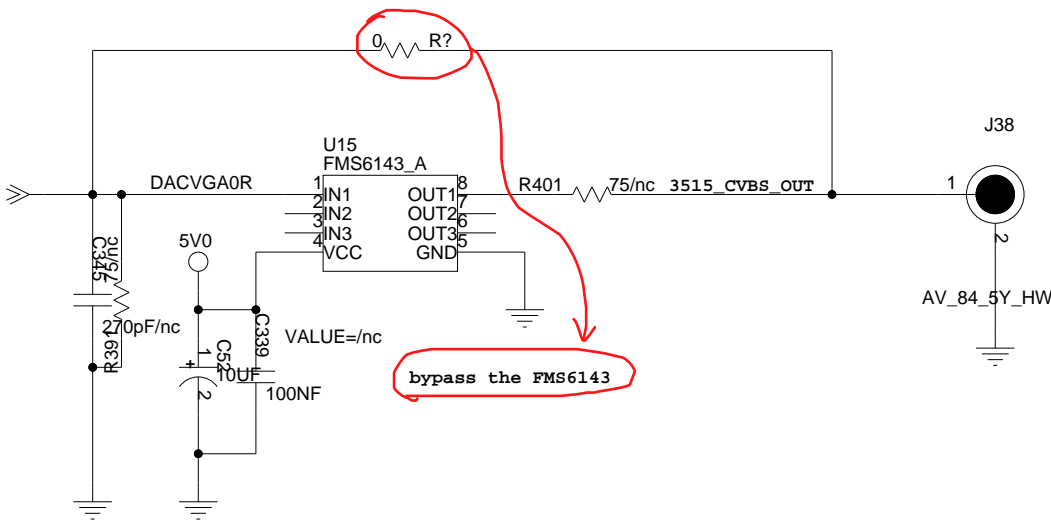 0 R?
J38
U15
FMS6143_A
DACVGA0R
1 IN1 OUT1 8
2 IN2 OUT2 7
3 IN3 OUT3 6
4 VCC GND 5
R401 75/nc 3515_CVBS_OUT
1
2
AV_84_5Y_HW
5V0
C345
75/nc
270pF/nc
R391
C339
VALUE=/nc
1
C52
10UF
2
100NF
bypass the FMS6143